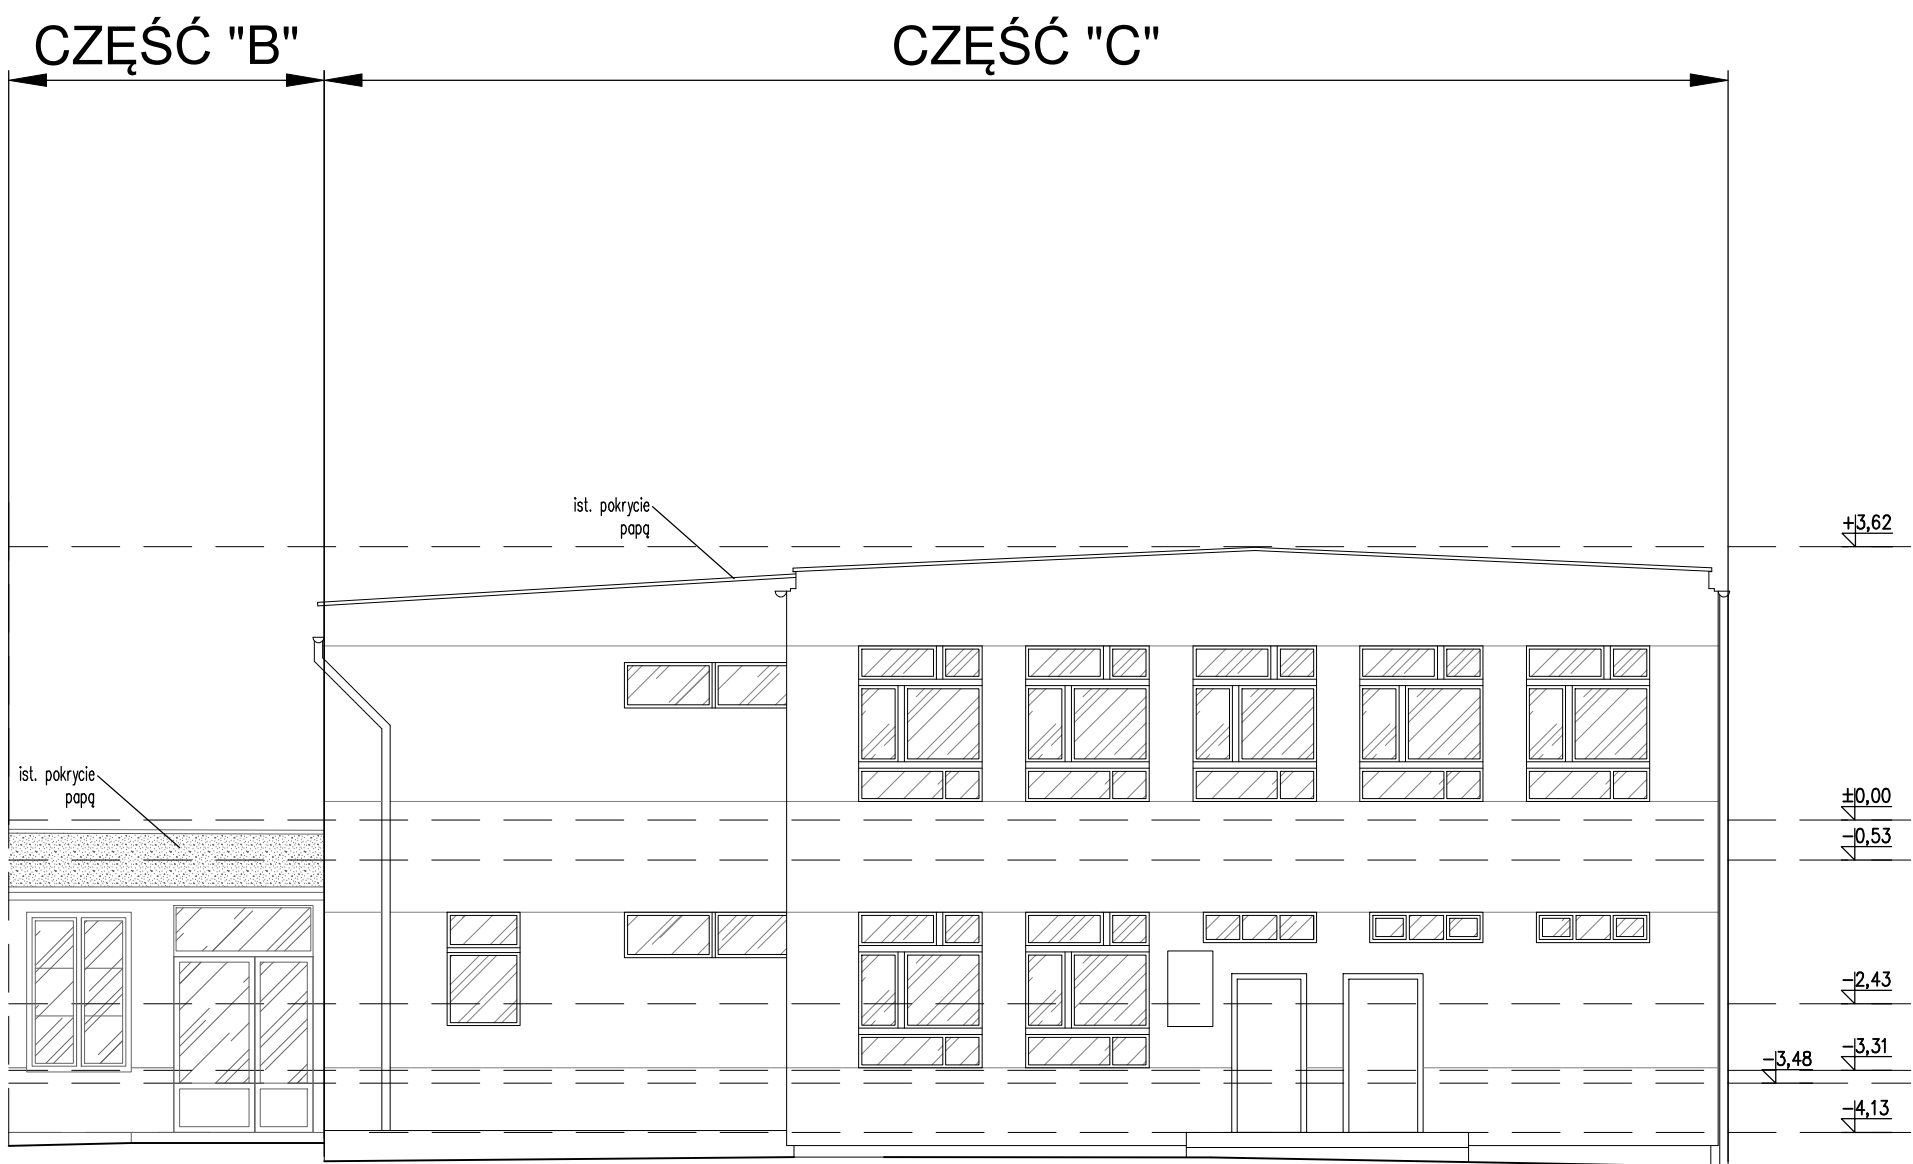 CZĘŚĆ "B"
CZĘŚĆ "C"
ist. pokrycie
papą
+3,62
ist. pokrycie
papą
±0,00
-0,53
-2,43
-3,31
-3,48
-4,13